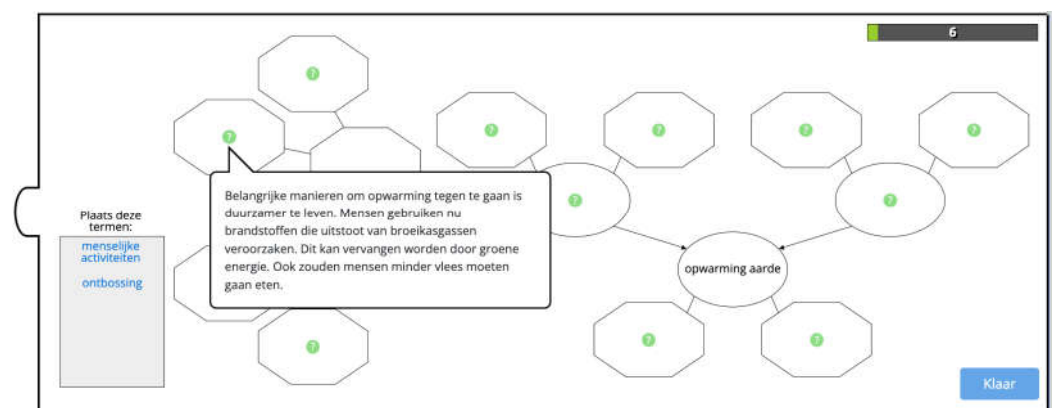 6
?
?
?
?
?
?
Belangrijke manieren om opwarming tegen te gaan is
duurzamer te leven. Mensen gebruiken nu
brandstoffen die uitstoot van broeikasgassen
veroorzaken. Dit kan vervangen worden door groene
energie. Ook zouden mensen minder vlees moeten
gaan eten.
?
?
Plaats deze
termen:
menselijke
activiteiten
ontbossing
opwarming aarde
?
?
?
Klaar